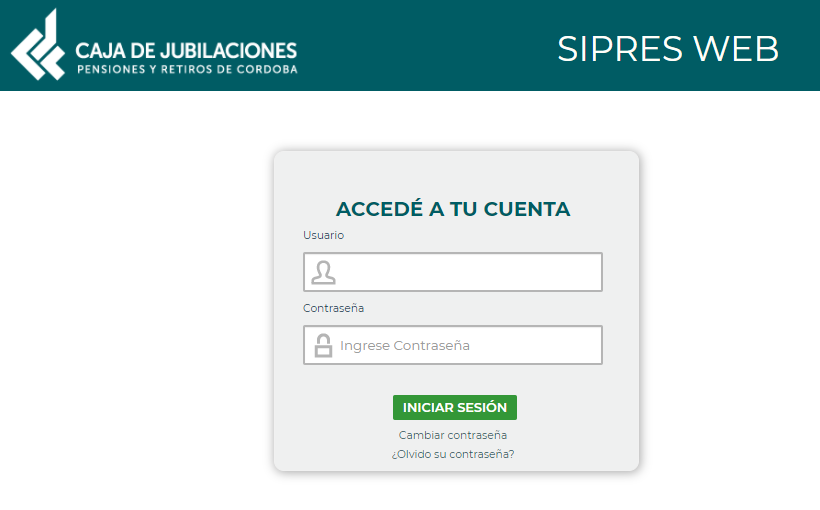 CAJA DE JUBILACIONES
PENSIONES Y RETIROS DE CORDOBA
SIPRES WEB
ACCEDÉ A TU CUENTA
Usuario
Contraseña
Ingrese Contraseña
INICIAR SESIÓN
Cambiar contraseña
¿Olvido su contraseña?